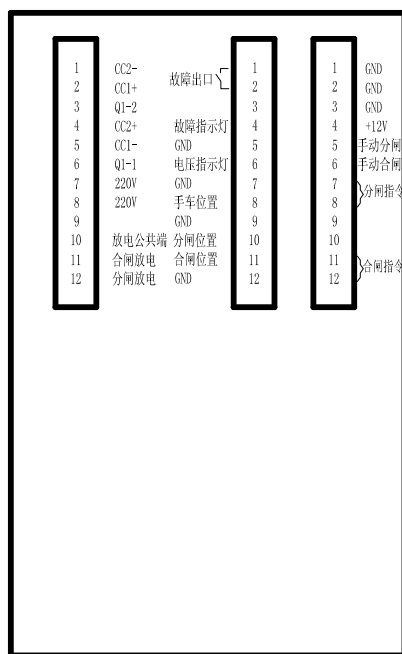 1 CC2- 故障出口 1 1 GND
2 CC1+ 2 2 GND
3 Q1-2 3 3 GND
4 CC2+ 故障指示灯 4 4 +12V
5 CC1- GND 5 5 手动分闸
6 Q1-1 电压指示灯 6 6 手动合闸
7 220V GND 7 7 分闸指令
8 220V 手车位置 8 8
9 GND 9 9
10 放电公共端 分闸位置 10 10
11 合闸放电 合闸位置 11 11 合闸指令
12 分闸放电 GND 12 12